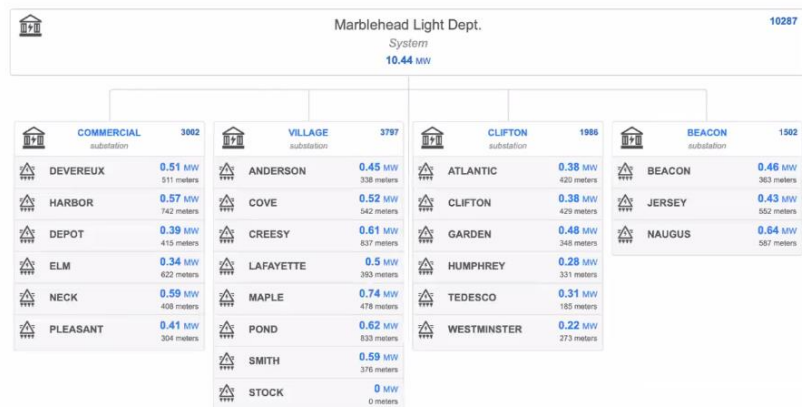 Marblehead Light Dept.
10287
System
10.44 MW
COMMERCIAL
3002
substation
DEVEREUX
0.51 MW
511 meters
HARBOR
0.57 MW
742 meters
DEPOT
0.39 MW
415 meters
ELM
0.34 MW
622 meters
NECK
0.59 MW
408 meters
PLEASANT
0.41 MW
304 meters
VILLAGE
3797
substation
ANDERSON
0.45 MW
338 meters
COVE
0.52 MW
542 meters
CREESY
0.61 MW
837 meters
LAFAYETTE
0.5 MW
393 meters
MAPLE
0.74 MW
478 meters
POND
0.62 MW
833 meters
SMITH
0.59 MW
376 meters
STOCK
0 MW
0 meters
CLIFTON
1986
substation
ATLANTIC
0.38 MW
420 meters
CLIFTON
0.38 MW
429 meters
GARDEN
0.48 MW
348 meters
HUMPHREY
0.28 MW
331 meters
TEDESCO
0.31 MW
185 meters
WESTMINSTER
0.22 MW
273 meters
BEACON
1502
substation
BEACON
0.46 MW
363 meters
JERSEY
0.43 MW
552 meters
NAUGUS
0.64 MW
587 meters